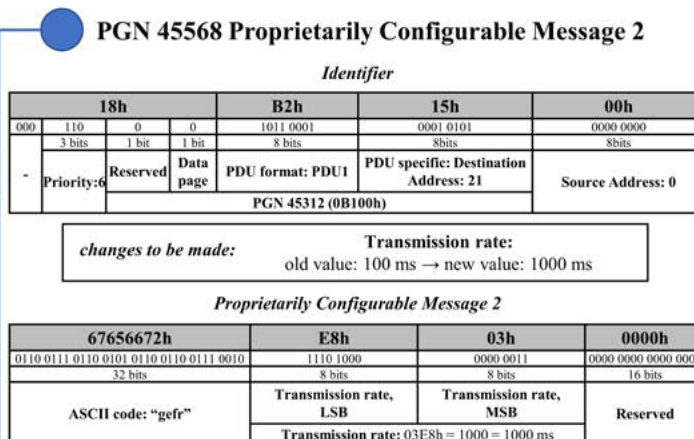 PGN 45568 Proprietarily Configurable Message 2
Identifier
18h B2h 15h 00h
000 110 0 0 1011 0001 0001 0101 0000 0000
3 bits 1 bit 1 bit 8 bits 8bits 8bits
- Priority:6 Reserved Data page PDU format: PDU1 PDU specific: Destination Address: 21 Source Address: 0
PGN 45312 (0B100h)
changes to be made: Transmission rate:
old value: 100 ms → new value: 1000 ms
Proprietarily Configurable Message 2
67656672h E8h 03h 0000h
0110 0111 0110 0101 0110 0110 0111 0010 1110 1000 0000 0011 0000 0000 0000 000
32 bits 8 bits 8 bits 16 bits
ASCII code: “gefr” Transmission rate, LSB Transmission rate, MSB Reserved
Transmission rate: 03E8h = 1000 = 1000 ms